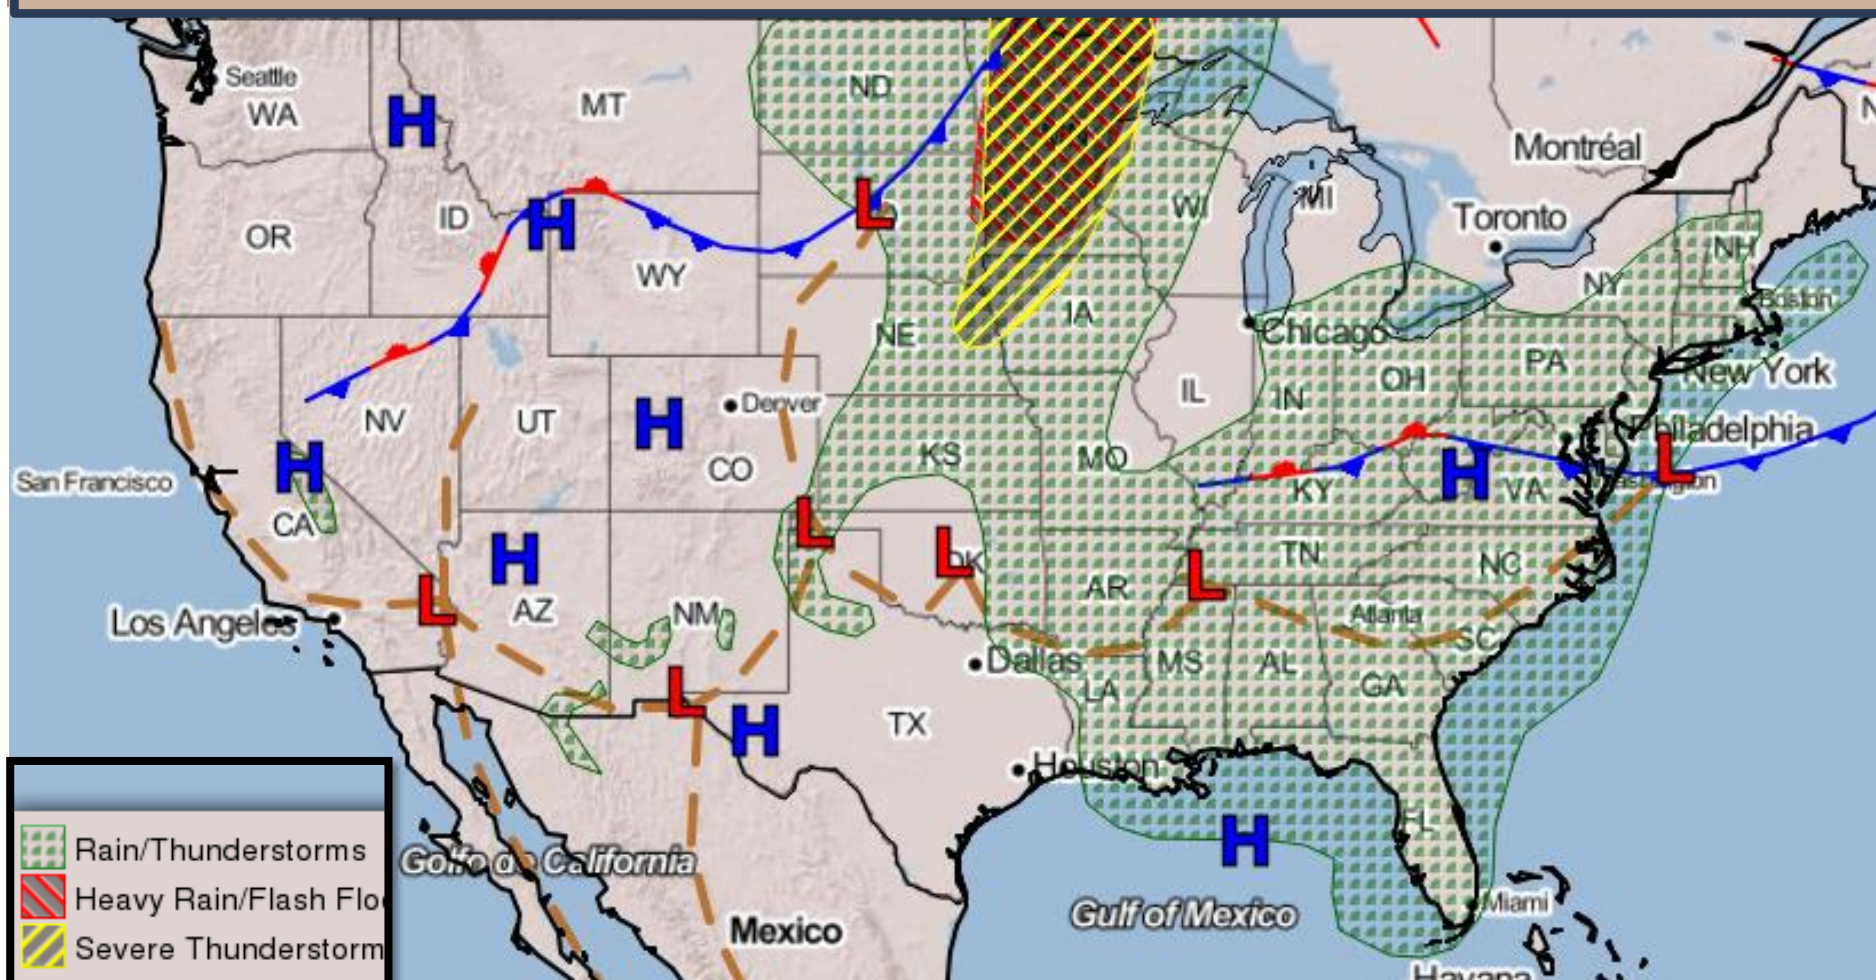 Seattle
WA
MT
ND
H
Montréal
N
L
WI
MI
ID
H
OR
Toronto
NH
WY
NY
Boston
IA
NE
Chicago
PA
New York
OH
IL
IN
Denver
NV
UT
H
Philadelphia
KS
MO
H
CO
H
VA
L
San Francisco
KY
Washington
CA
L
L
OK
TN
NC
H
L
AR
L
AZ
NM
Atlanta
Los Angeles
SC
Dallas
MS
AL
LA
GA
L
H
TX
Houston
FL
H
Rain/Thunderstorms
Golfo de California
Heavy Rain/Flash Flo
Miami
Gulf of Mexico
Mexico
Severe Thunderstorm
Havana